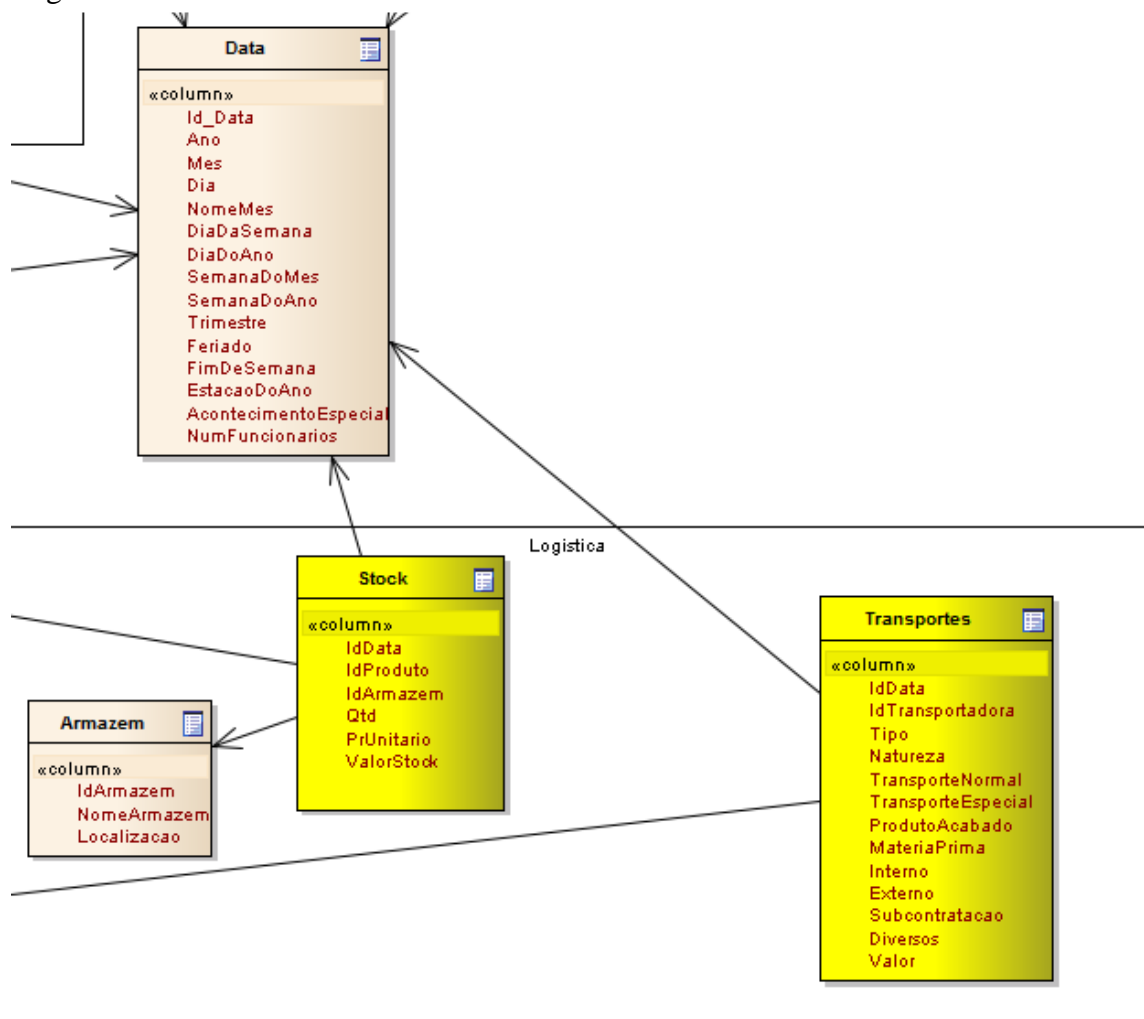 Data
«column»
Id_Data
Ano
Mes
Dia
NomeMes
DiaDaSemana
DiaDoAno
SemanaDoMes
SemanaDoAno
Trimestre
Feriado
FimDeSemana
EstacaoDoAno
AcontecimentoEspecial
NumFuncionarios
Logistica
Stock
«column»
IdData
IdProduto
IdArmazem
Qtd
PrUnitario
ValorStock
Armazem
«column»
IdArmazem
NomeArmazem
Localizacao
Transportes
«column»
IdData
IdTransportadora
Tipo
Natureza
TransporteNormal
TransporteEspecial
ProdutoAcabado
MateriaPrima
Interno
Externo
Subcontratacao
Diversos
Valor